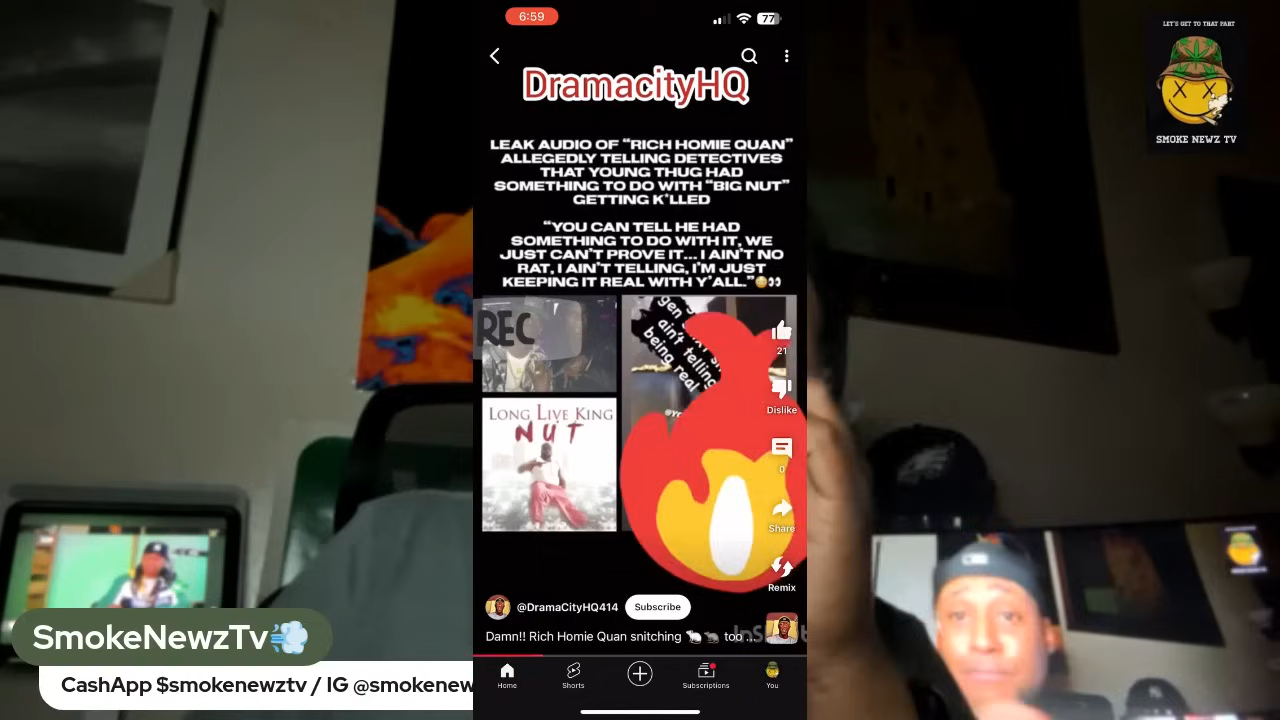 LET'S GET TO THAT PART
SMOKE NEWZ TV
6:59
77
DramacityHQ
LEAK AUDIO OF “RICH HOMIE QUAN”
ALLEGEDLY TELLING DETECTIVES
THAT YOUNG THUG HAD
SOMETHING TO DO WITH “BIG NUT”
GETTING K*LLED
“YOU CAN TELL HE HAD
SOMETHING TO DO WITH IT, WE
JUST CAN’T PROVE IT... I AIN’T NO
RAT, I AIN’T TELLING, I’M JUST
KEEPING IT REAL WITH Y’ALL.”😳👀
REC
ain't telling
being real
LONG LIVE KING
NUT
21
Dislike
0
Share
Remix
@DramaCityHQ414
Subscribe
Damn!! Rich Homie Quan snitching 🐀 🐀 too ...
Home
Shorts
Subscriptions
You
SmokeNewzTv💨
CashApp $smokenewztv / IG @smokenew